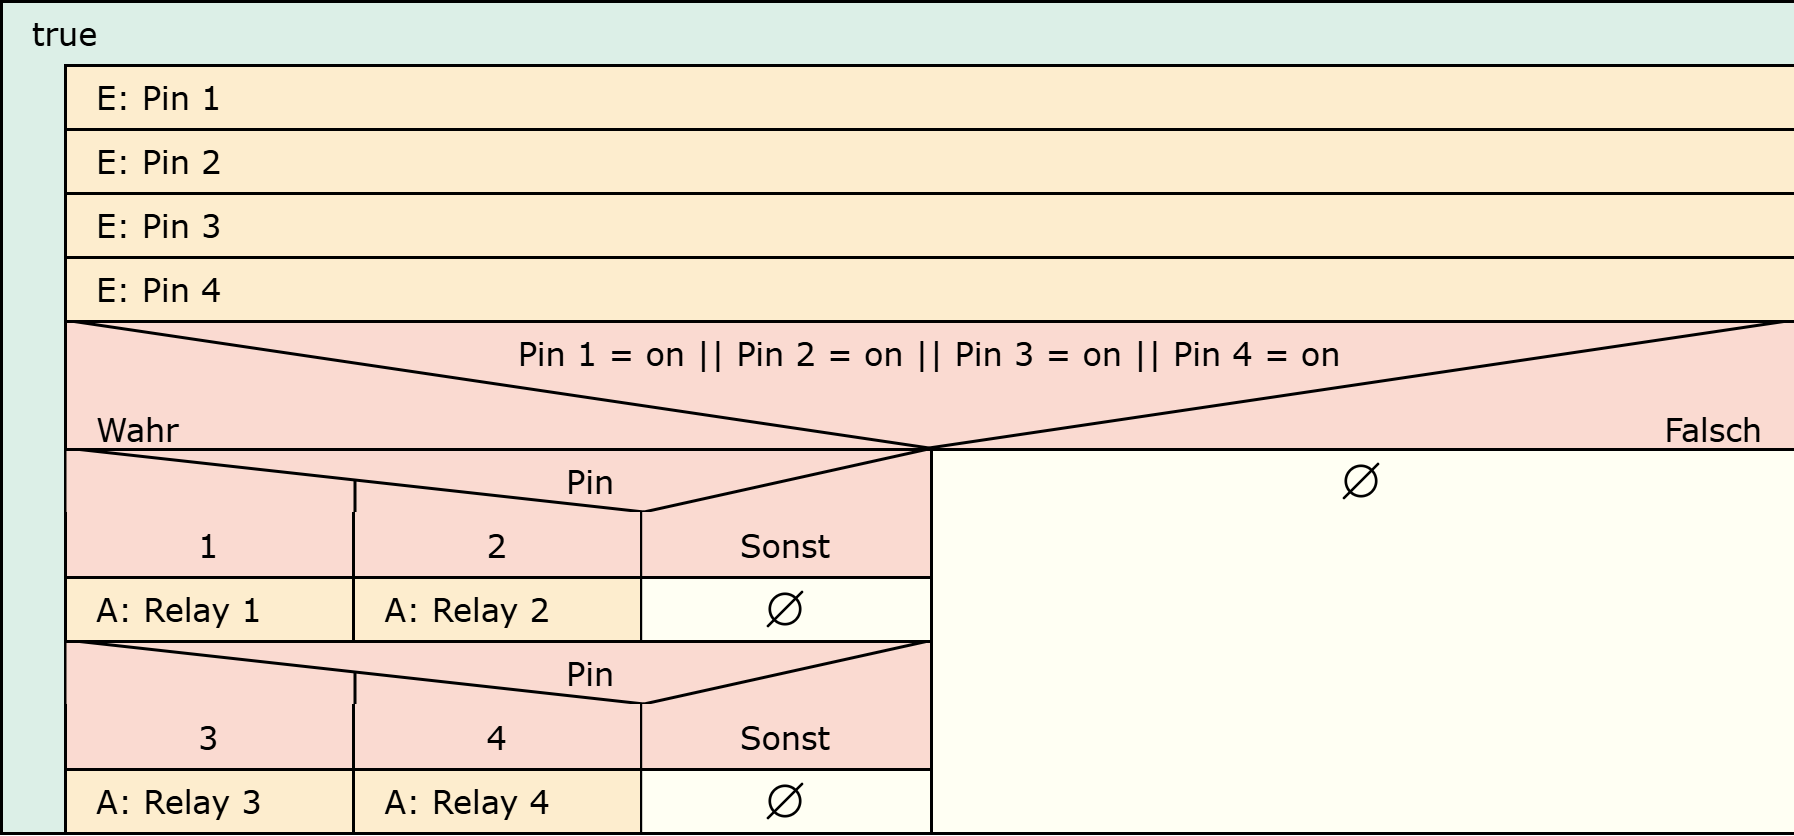 true
E: Pin 1
E: Pin 2
E: Pin 3
E: Pin 4
Pin 1 = on || Pin 2 = on || Pin 3 = on || Pin 4 = on
Wahr Falsch
Pin ∅
1 2 Sonst
A: Relay 1 A: Relay 2 ∅
Pin
3 4 Sonst
A: Relay 3 A: Relay 4 ∅